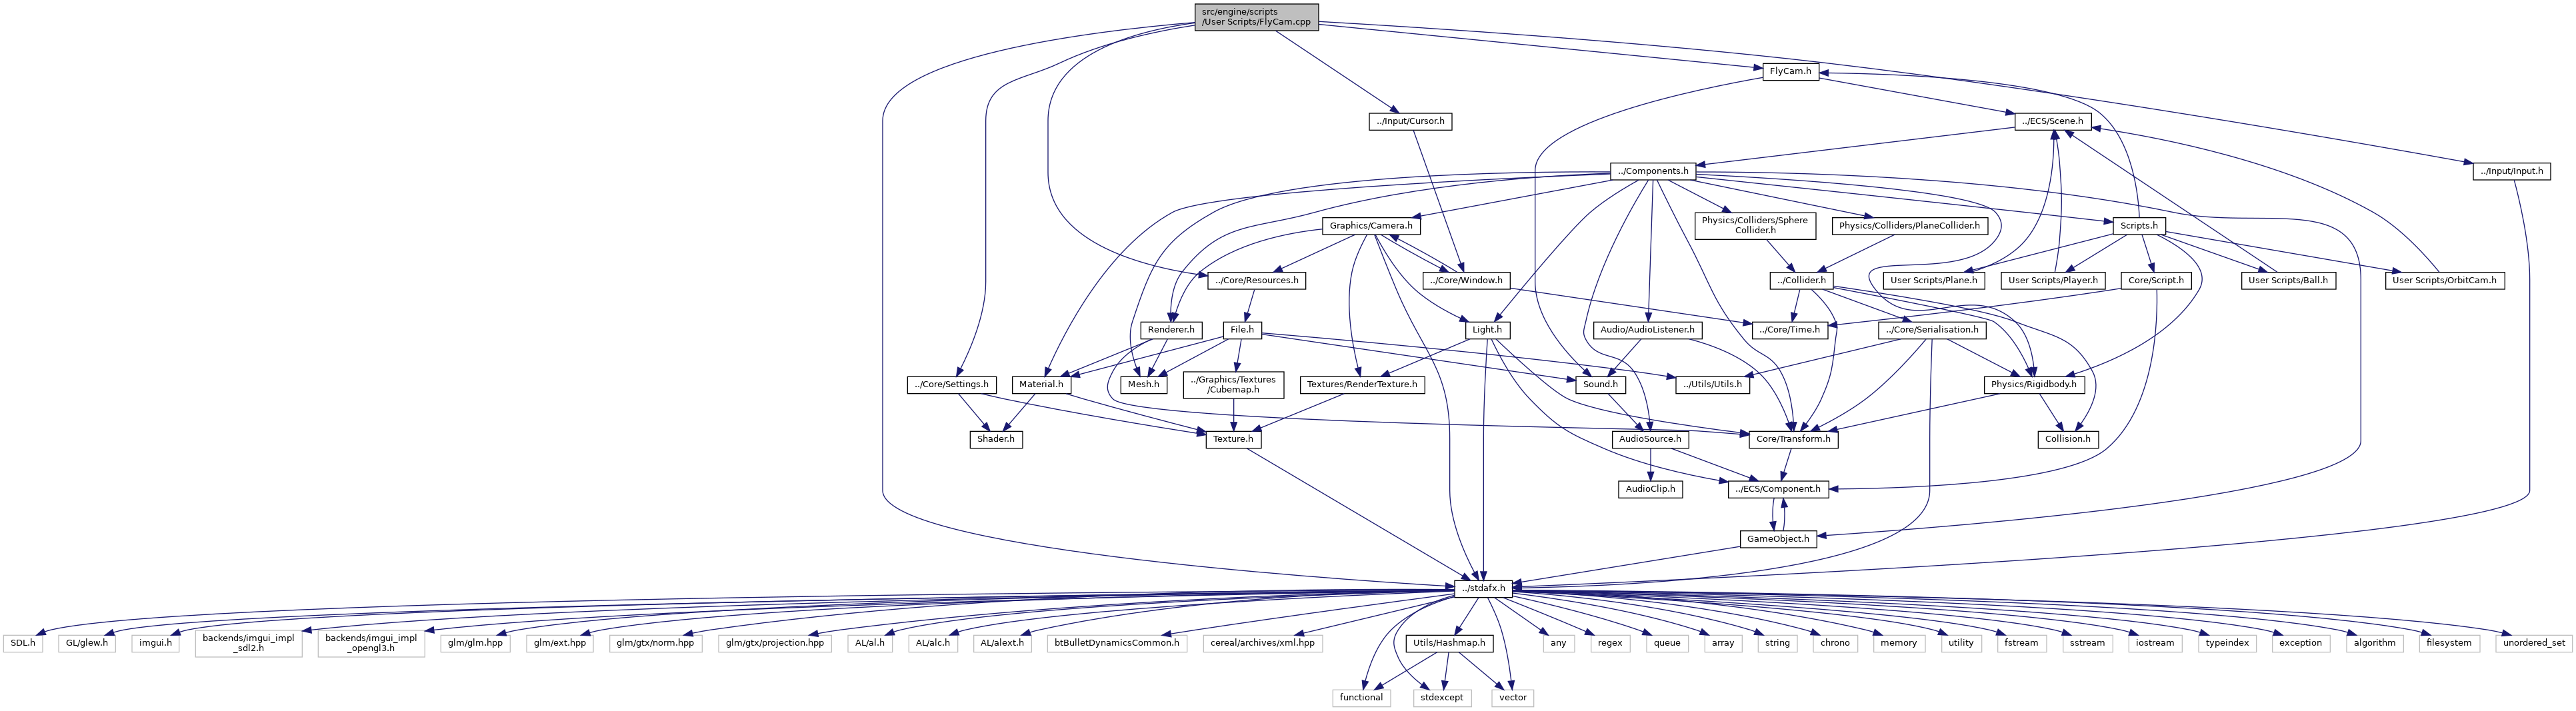 src/engine/scripts
/User Scripts/FlyCam.cpp
FlyCam.h
../Input/Cursor.h
../ECS/Scene.h
../Components.h
../Input/Input.h
Graphics/Camera.h
Physics/Colliders/Sphere
Collider.h
Physics/Colliders/PlaneCollider.h
Scripts.h
../Core/Resources.h
../Core/Window.h
../Collider.h
User Scripts/Plane.h
User Scripts/Player.h
Core/Script.h
User Scripts/Ball.h
User Scripts/OrbitCam.h
Renderer.h
File.h
Light.h
Audio/AudioListener.h
../Core/Time.h
../Core/Serialisation.h
../Core/Settings.h
Material.h
Mesh.h
../Graphics/Textures
/Cubemap.h
Textures/RenderTexture.h
Sound.h
../Utils/Utils.h
Physics/Rigidbody.h
Shader.h
Texture.h
AudioSource.h
Core/Transform.h
Collision.h
AudioClip.h
../ECS/Component.h
GameObject.h
../stdafx.h
SDL.h
GL/glew.h
imgui.h
backends/imgui_impl
_sdl2.h
backends/imgui_impl
_opengl3.h
glm/glm.hpp
glm/ext.hpp
glm/gtx/norm.hpp
glm/gtx/projection.hpp
AL/al.h
AL/alc.h
AL/alext.h
btBulletDynamicsCommon.h
cereal/archives/xml.hpp
Utils/Hashmap.h
any
regex
queue
array
string
chrono
memory
utility
fstream
sstream
iostream
typeindex
exception
algorithm
filesystem
unordered_set
functional
stdexcept
vector